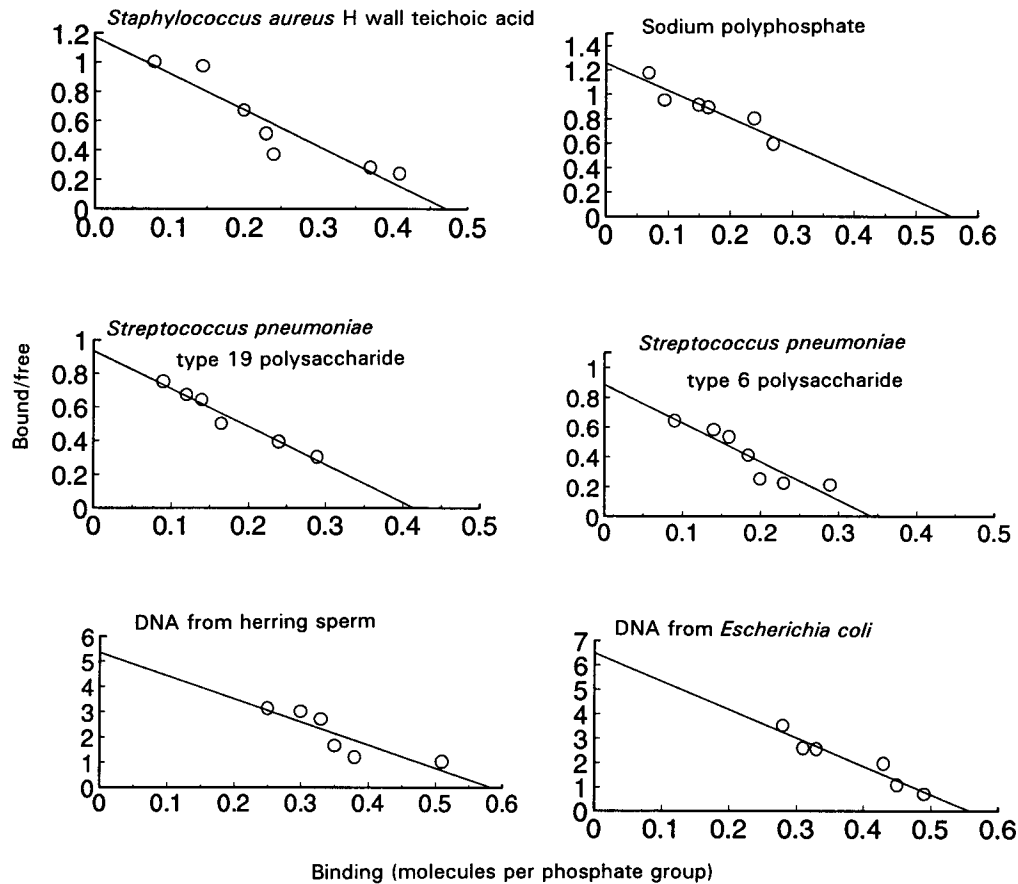 Staphylococcus aureus H wall teichoic acid
1.2
1
0.8
0.6
0.4
0.2
0
0.0 0.1 0.2 0.3 0.4 0.5
Sodium polyphosphate
1.4
1.2
1
0.8
0.6
0.4
0.2
0
0 0.1 0.2 0.3 0.4 0.5 0.6
Bound/free
Streptococcus pneumoniae
type 19 polysaccharide
1
0.8
0.6
0.4
0.2
0
0 0.1 0.2 0.3 0.4 0.5
Streptococcus pneumoniae
type 6 polysaccharide
1
0.8
0.6
0.4
0.2
0
0 0.1 0.2 0.3 0.4 0.5
DNA from herring sperm
6
5
4
3
2
1
0
0 0.1 0.2 0.3 0.4 0.5 0.6
DNA from Escherichia coli
7
6
5
4
3
2
1
0
0 0.1 0.2 0.3 0.4 0.5 0.6
Binding (molecules per phosphate group)